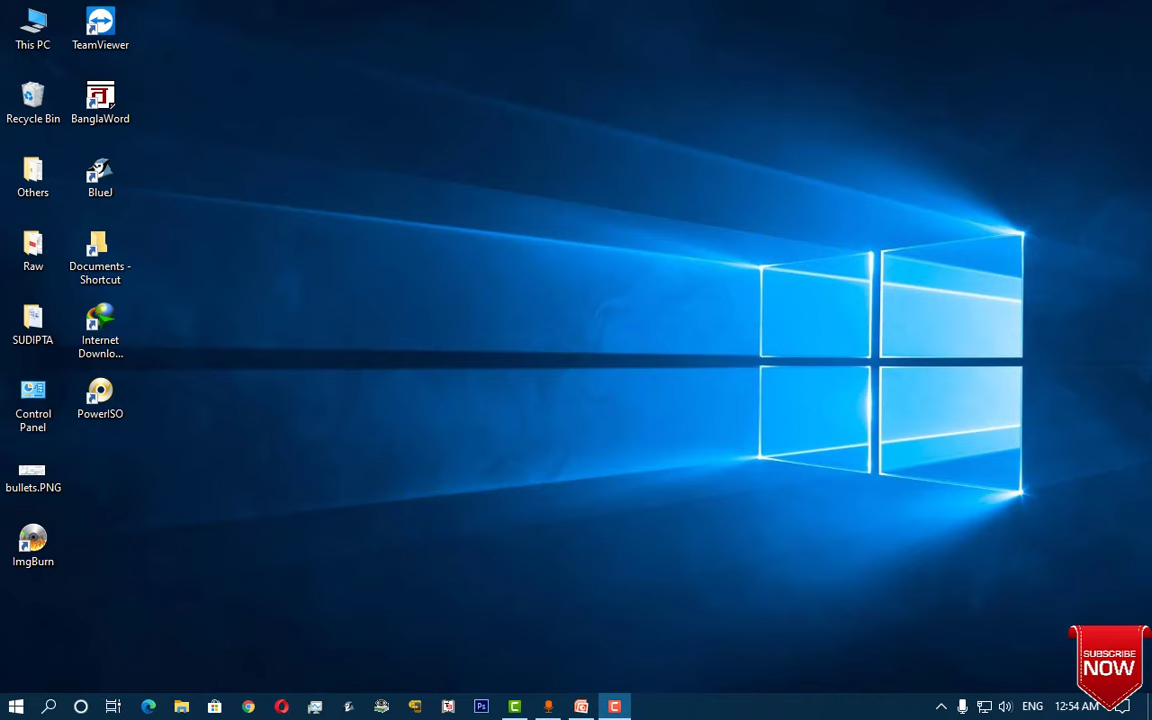 This PC
TeamViewer
Recycle Bin
BanglaWord
Others
BlueJ
Raw
Documents -
Shortcut
SUDIPTA
Internet
Downlo...
Control
Panel
PowerISO
bullets.PNG
ImgBurn
SUBSCRIBE
NOW
Ps
ENG
12:54 AM